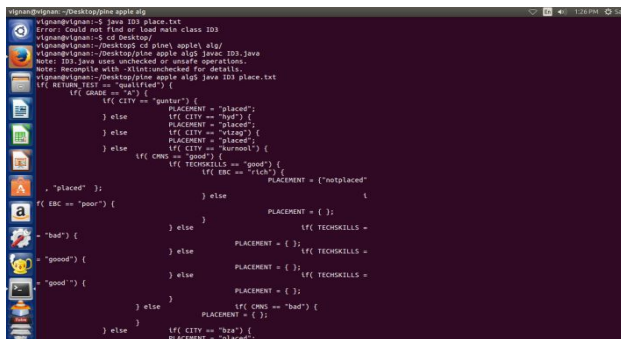 vignan@vignan: ~/Desktop/pine apple alg
En 1:26 PM
vignan@vignan:~$ java ID3 place.txt
Error: Could not find or load main class ID3
vignan@vignan:~$ cd Desktop/
vignan@vignan:~/Desktop$ cd pine\ apple\ alg/
vignan@vignan:~/Desktop/pine apple alg$ javac ID3.java
Note: ID3.java uses unchecked or unsafe operations.
Note: Recompile with -Xlint:unchecked for details.
vignan@vignan:~/Desktop/pine apple alg$ java ID3 place.txt
if( RETURN_TEST == "qualified") {
if( GRADE == "A") {
if( CITY == "guntur") {
PLACEMENT = "placed";
} else if( CITY == "hyd") {
PLACEMENT = "placed";
} else if( CITY == "vizag") {
PLACEMENT = "placed";
} else if( CITY == "kurnool") {
if( CMNS == "good") {
if( TECHSKILLS == "good") {
if( EBC == "rich") {
PLACEMENT = {"notplaced"
, "placed" };
} else i
f( EBC == "poor") {
PLACEMENT = { };
}
} else if( TECHSKILLS =
= "bad") {
PLACEMENT = { };
} else if( TECHSKILLS =
= "goood") {
PLACEMENT = { };
} else if( TECHSKILLS =
= "good`") {
PLACEMENT = { };
}
} else if( CMNS == "bad") {
PLACEMENT = { };
}
} else if( CITY == "bza") {
PLACEMENT = "placed";